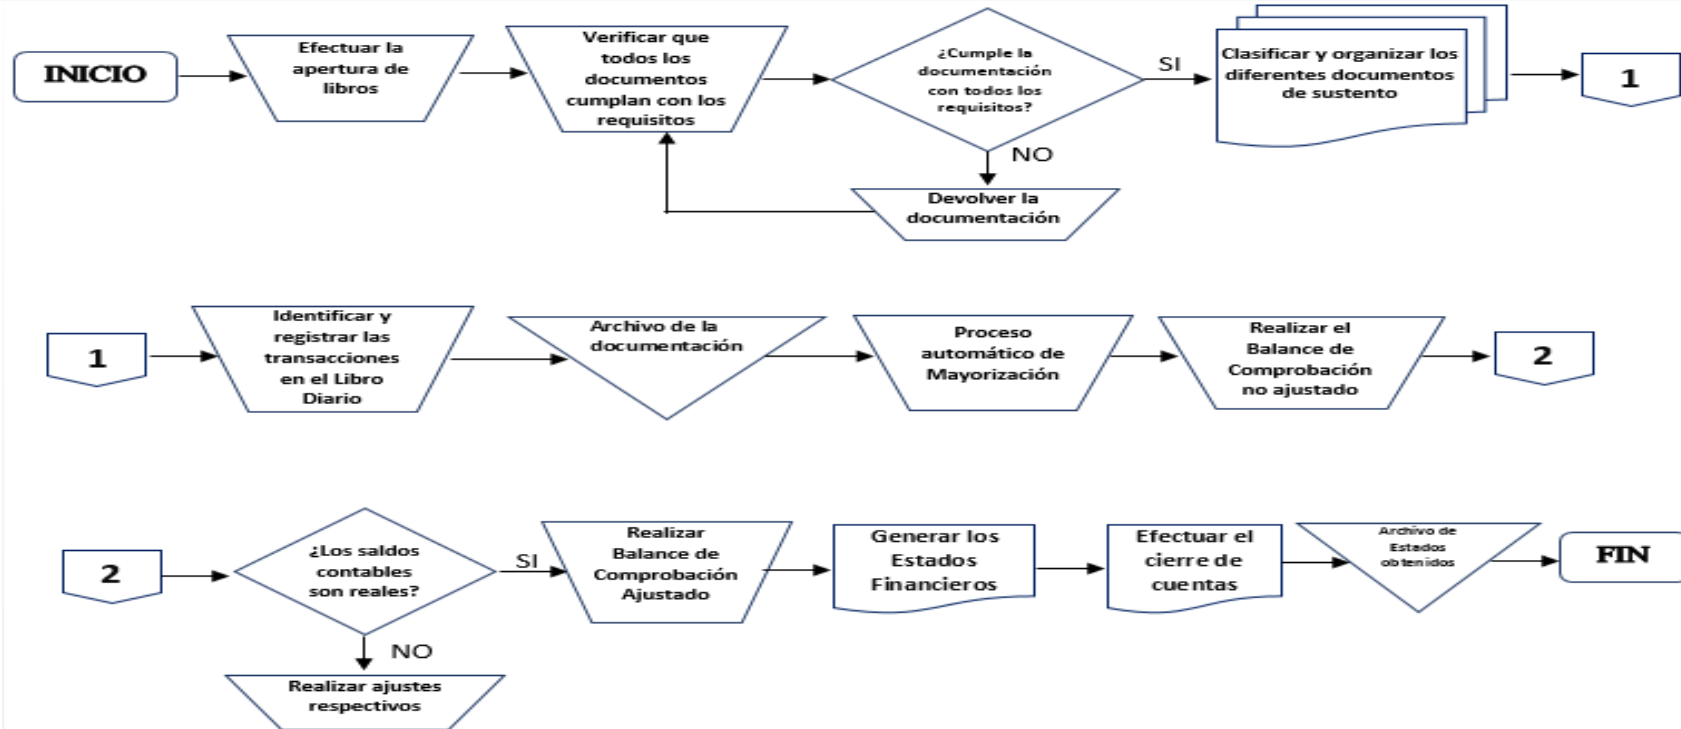 INICIO
Efectuar la
apertura de
libros
Verificar que
todos los
documentos
cumplan con los
requisitos
¿Cumple la
documentación
con todos los
requisitos?
SI
NO
Devolver la
documentación
Clasificar y organizar los
diferentes documentos
de sustento
1
1
Identificar y
registrar las
transacciones
en el Libro
Diario
Archivo de la
documentación
Proceso
automático de
Mayorización
Realizar el
Balance de
Comprobación
no ajustado
2
2
¿Los saldos
contables
son reales?
SI
NO
Realizar ajustes
respectivos
Realizar
Balance de
Comprobación
Ajustado
Generar los
Estados
Financieros
Efectuar el
cierre de
cuentas
Archivo de
Estados
obtenidos
FIN